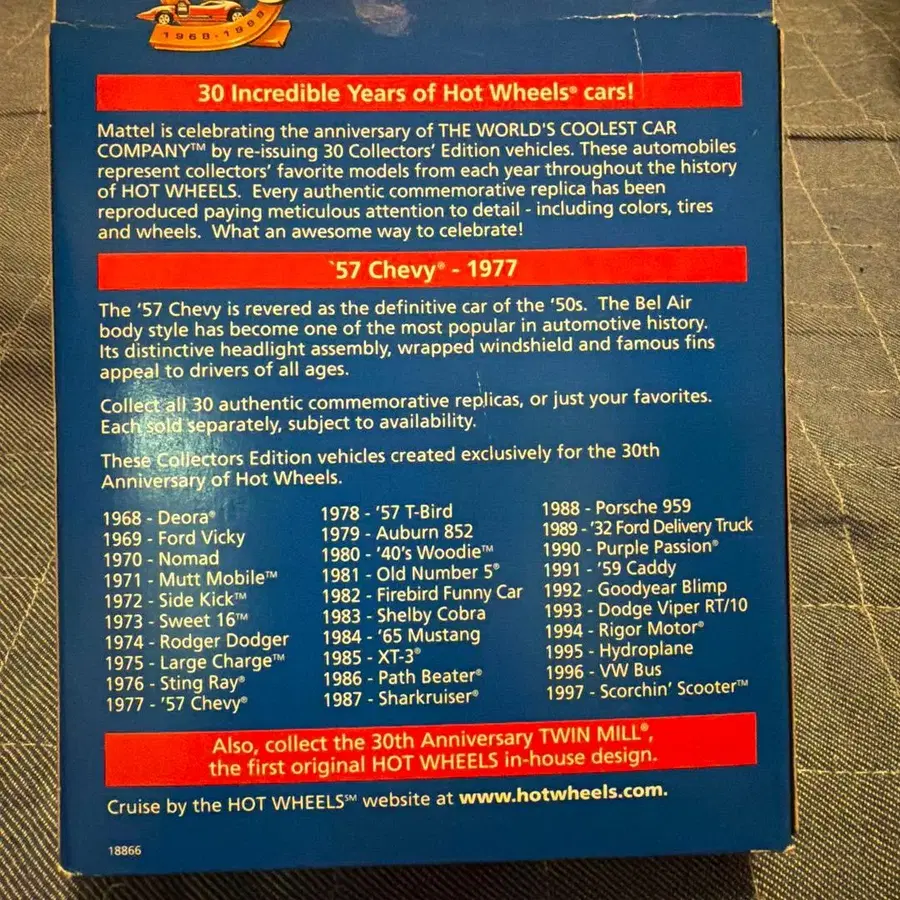 1968-1998
30 Incredible Years of Hot Wheels® cars!
Mattel is celebrating the anniversary of THE WORLD'S COOLEST CAR
COMPANY™ by re-issuing 30 Collectors' Edition vehicles. These automobiles
represent collectors' favorite models from each year throughout the history
of HOT WHEELS. Every authentic commemorative replica has been
reproduced paying meticulous attention to detail - including colors, tires
and wheels. What an awesome way to celebrate!
`57 Chevy® - 1977
The '57 Chevy is revered as the definitive car of the '50s. The Bel Air
body style has become one of the most popular in automotive history.
Its distinctive headlight assembly, wrapped windshield and famous fins
appeal to drivers of all ages.
Collect all 30 authentic commemorative replicas, or just your favorites.
Each sold separately, subject to availability.
These Collectors Edition vehicles created exclusively for the 30th
Anniversary of Hot Wheels.
1968 - Deora®
1969 - Ford Vicky
1970 - Nomad
1971 - Mutt Mobile™
1972 - Side Kick™
1973 - Sweet 16™
1974 - Rodger Dodger
1975 - Large Charge™
1976 - Sting Ray®
1977 - '57 Chevy®
1978 - '57 T-Bird
1979 - Auburn 852
1980 - '40's Woodie™
1981 - Old Number 5®
1982 - Firebird Funny Car
1983 - Shelby Cobra
1984 - '65 Mustang
1985 - XT-3®
1986 - Path Beater®
1987 - Sharkruiser®
1988 - Porsche 959
1989 - '32 Ford Delivery Truck
1990 - Purple Passion®
1991 - '59 Caddy
1992 - Goodyear Blimp
1993 - Dodge Viper RT/10
1994 - Rigor Motor®
1995 - Hydroplane
1996 - VW Bus
1997 - Scorchin' Scooter™
Also, collect the 30th Anniversary TWIN MILL®,
the first original HOT WHEELS in-house design.
Cruise by the HOT WHEELS℠ website at www.hotwheels.com.
18866